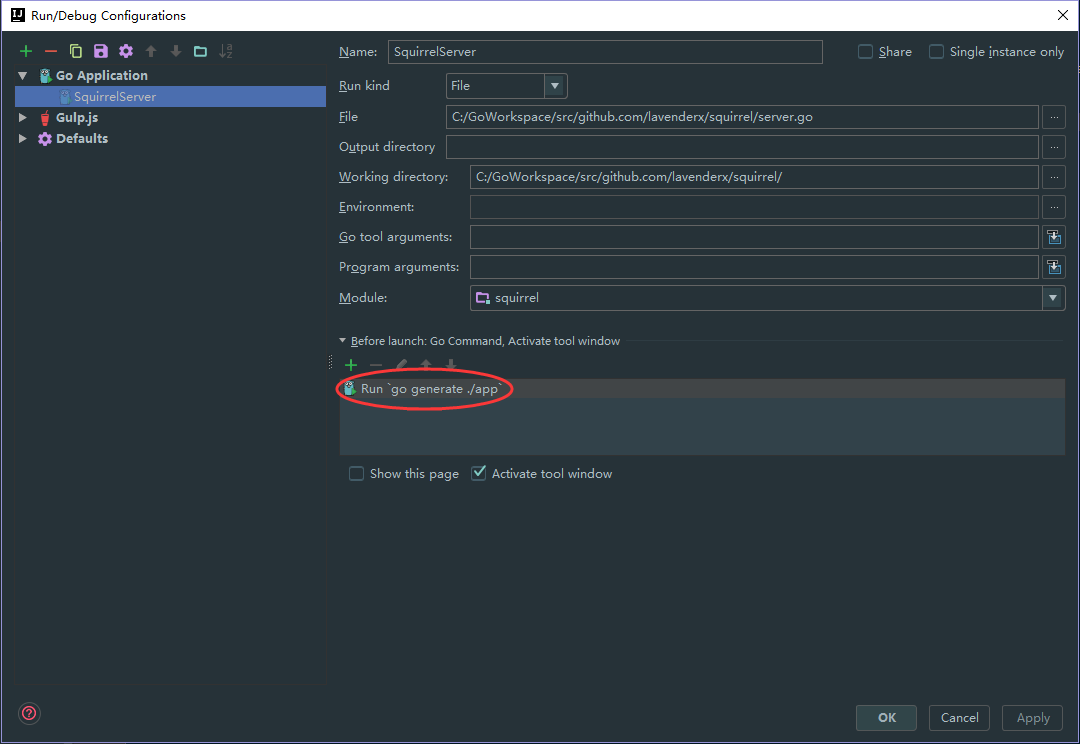 Run/Debug Configurations
Name: SquirrelServer Share Single instance only
Go Application
SquirrelServer
Gulp.js
Defaults
Run kind File
File C:/GoWorkspace/src/github.com/lavenderx/squirrel/server.go ...
Output directory ...
Working directory: C:/GoWorkspace/src/github.com/lavenderx/squirrel/ ...
Environment: ...
Go tool arguments:
Program arguments:
Module: squirrel
Before launch: Go Command, Activate tool window
Run `go generate ./app`
Show this page Activate tool window
OK Cancel Apply